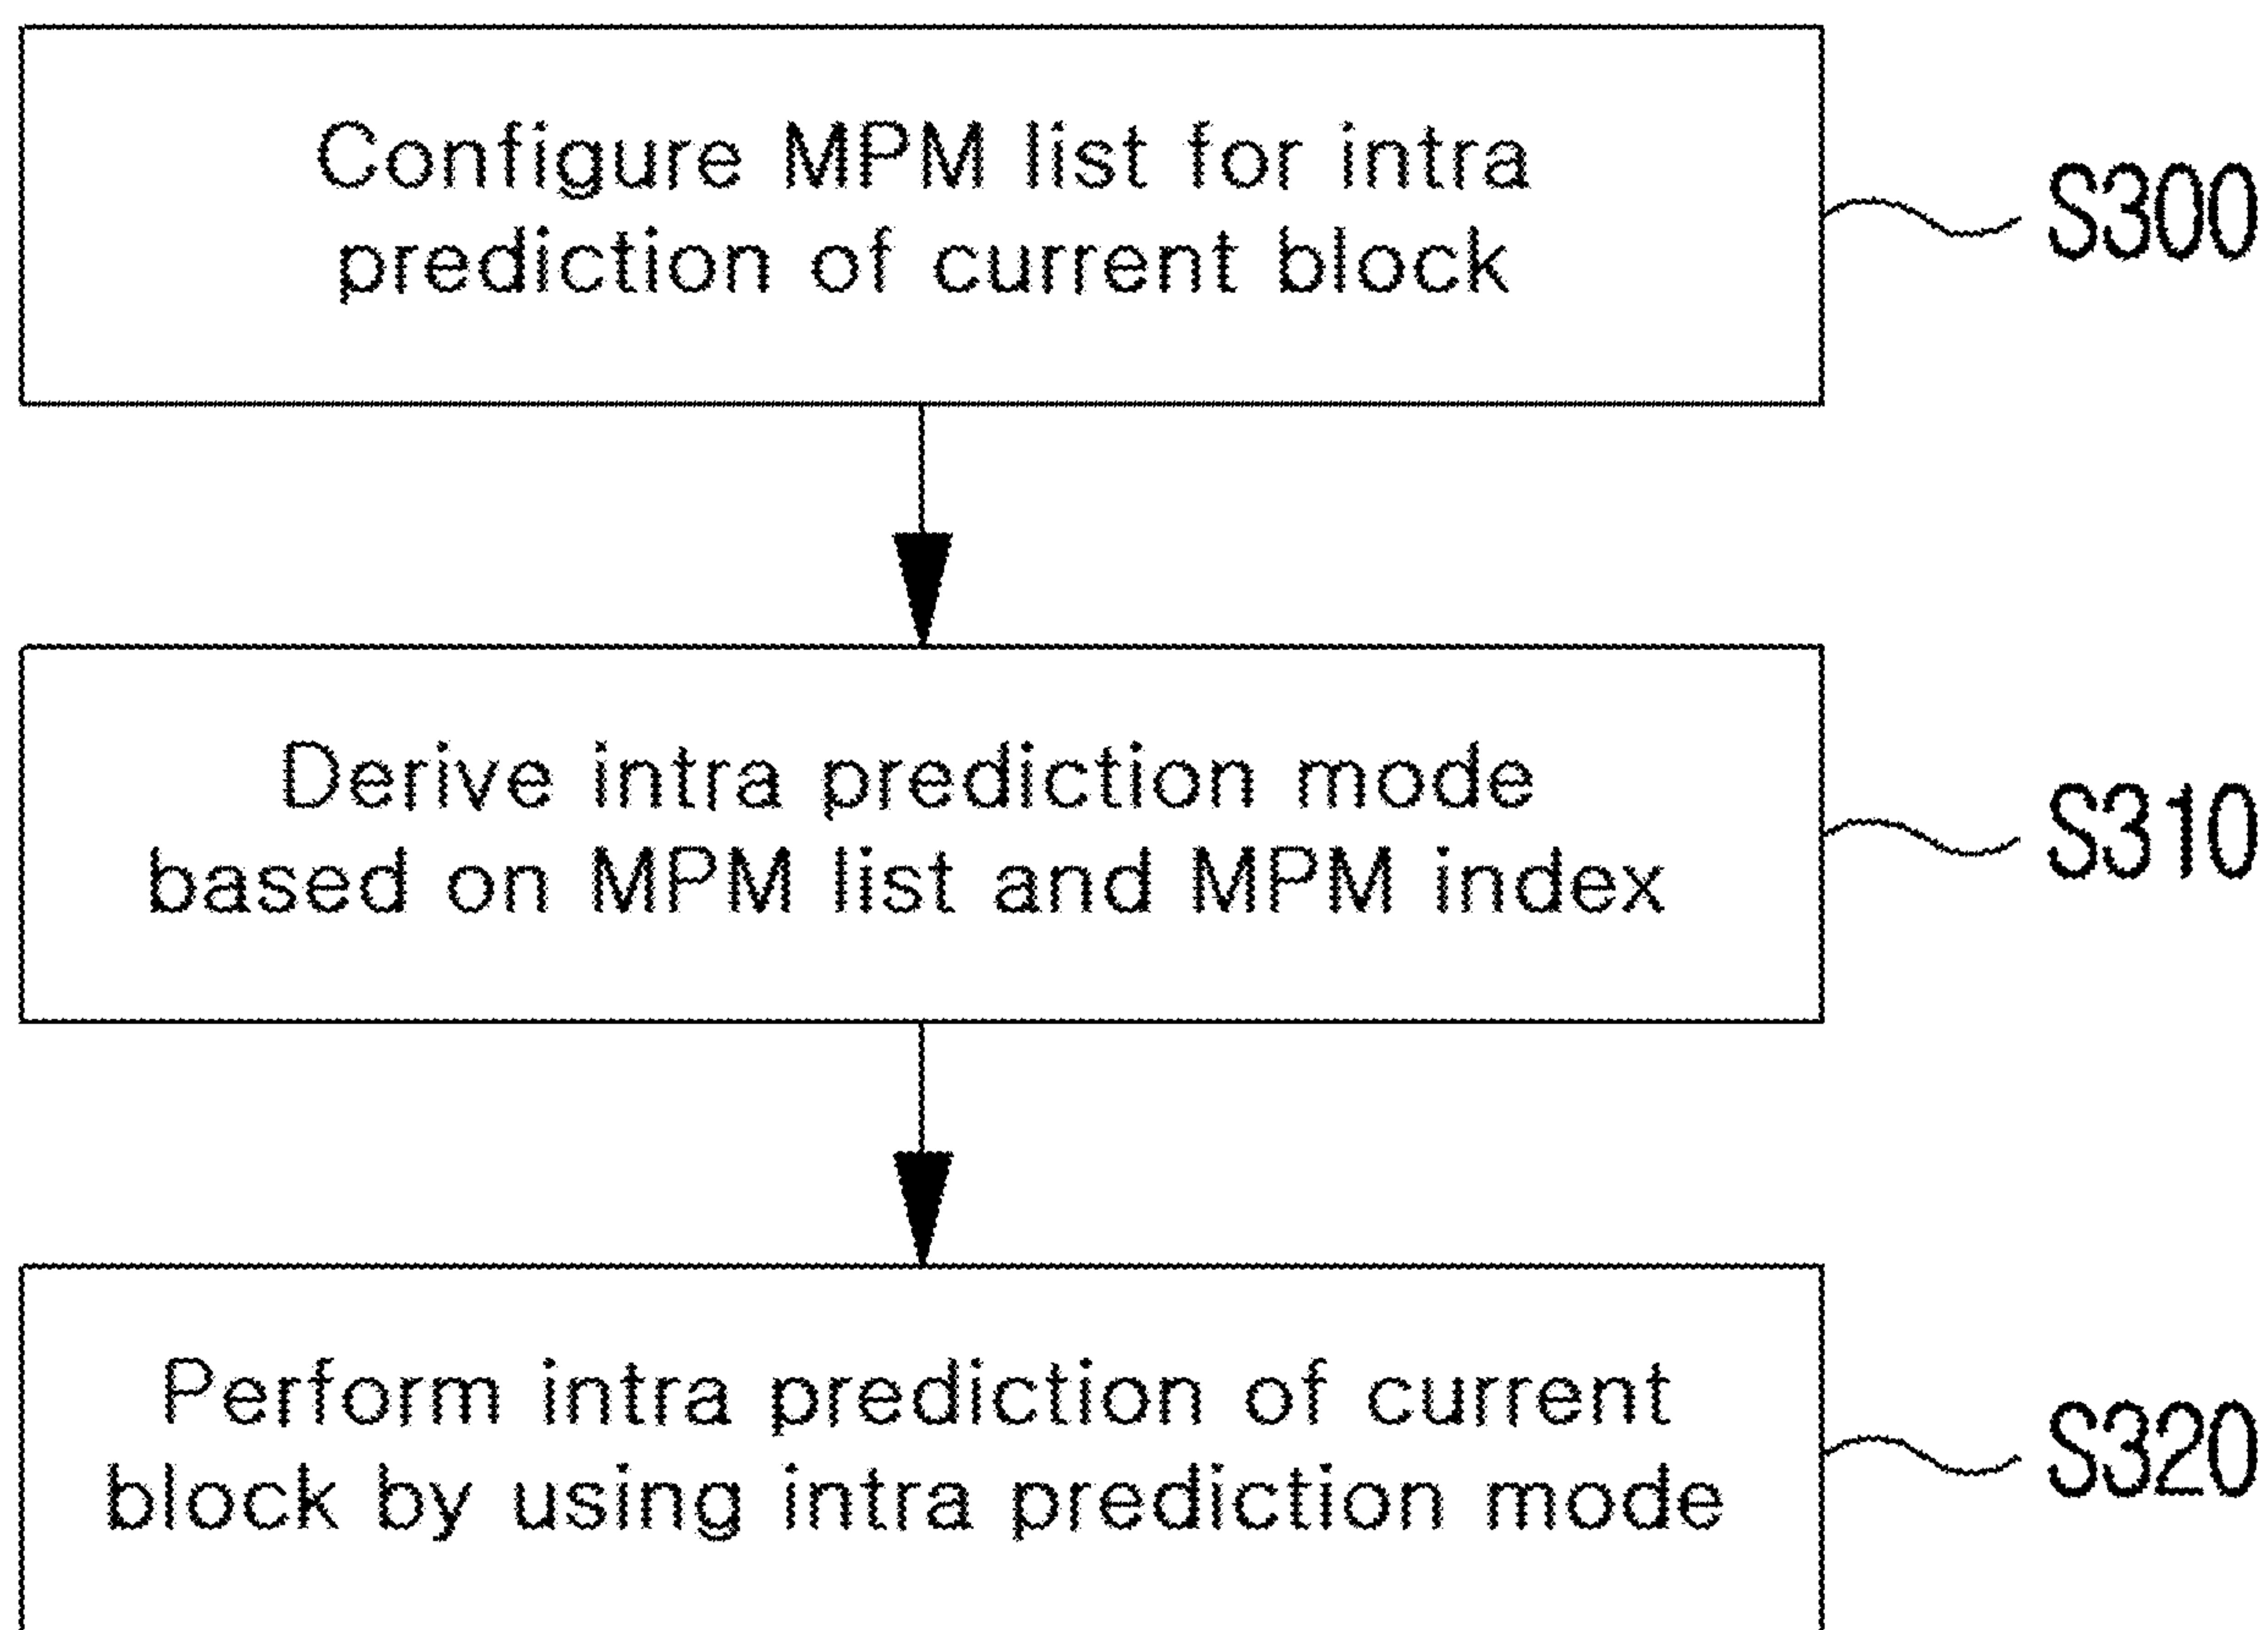 Configure MPM list for intra
prediction of current block
S300
Derive intra prediction mode
based on MPM list and MPM index
S310
Perform intra prediction of current
block by using intra prediction mode
S320